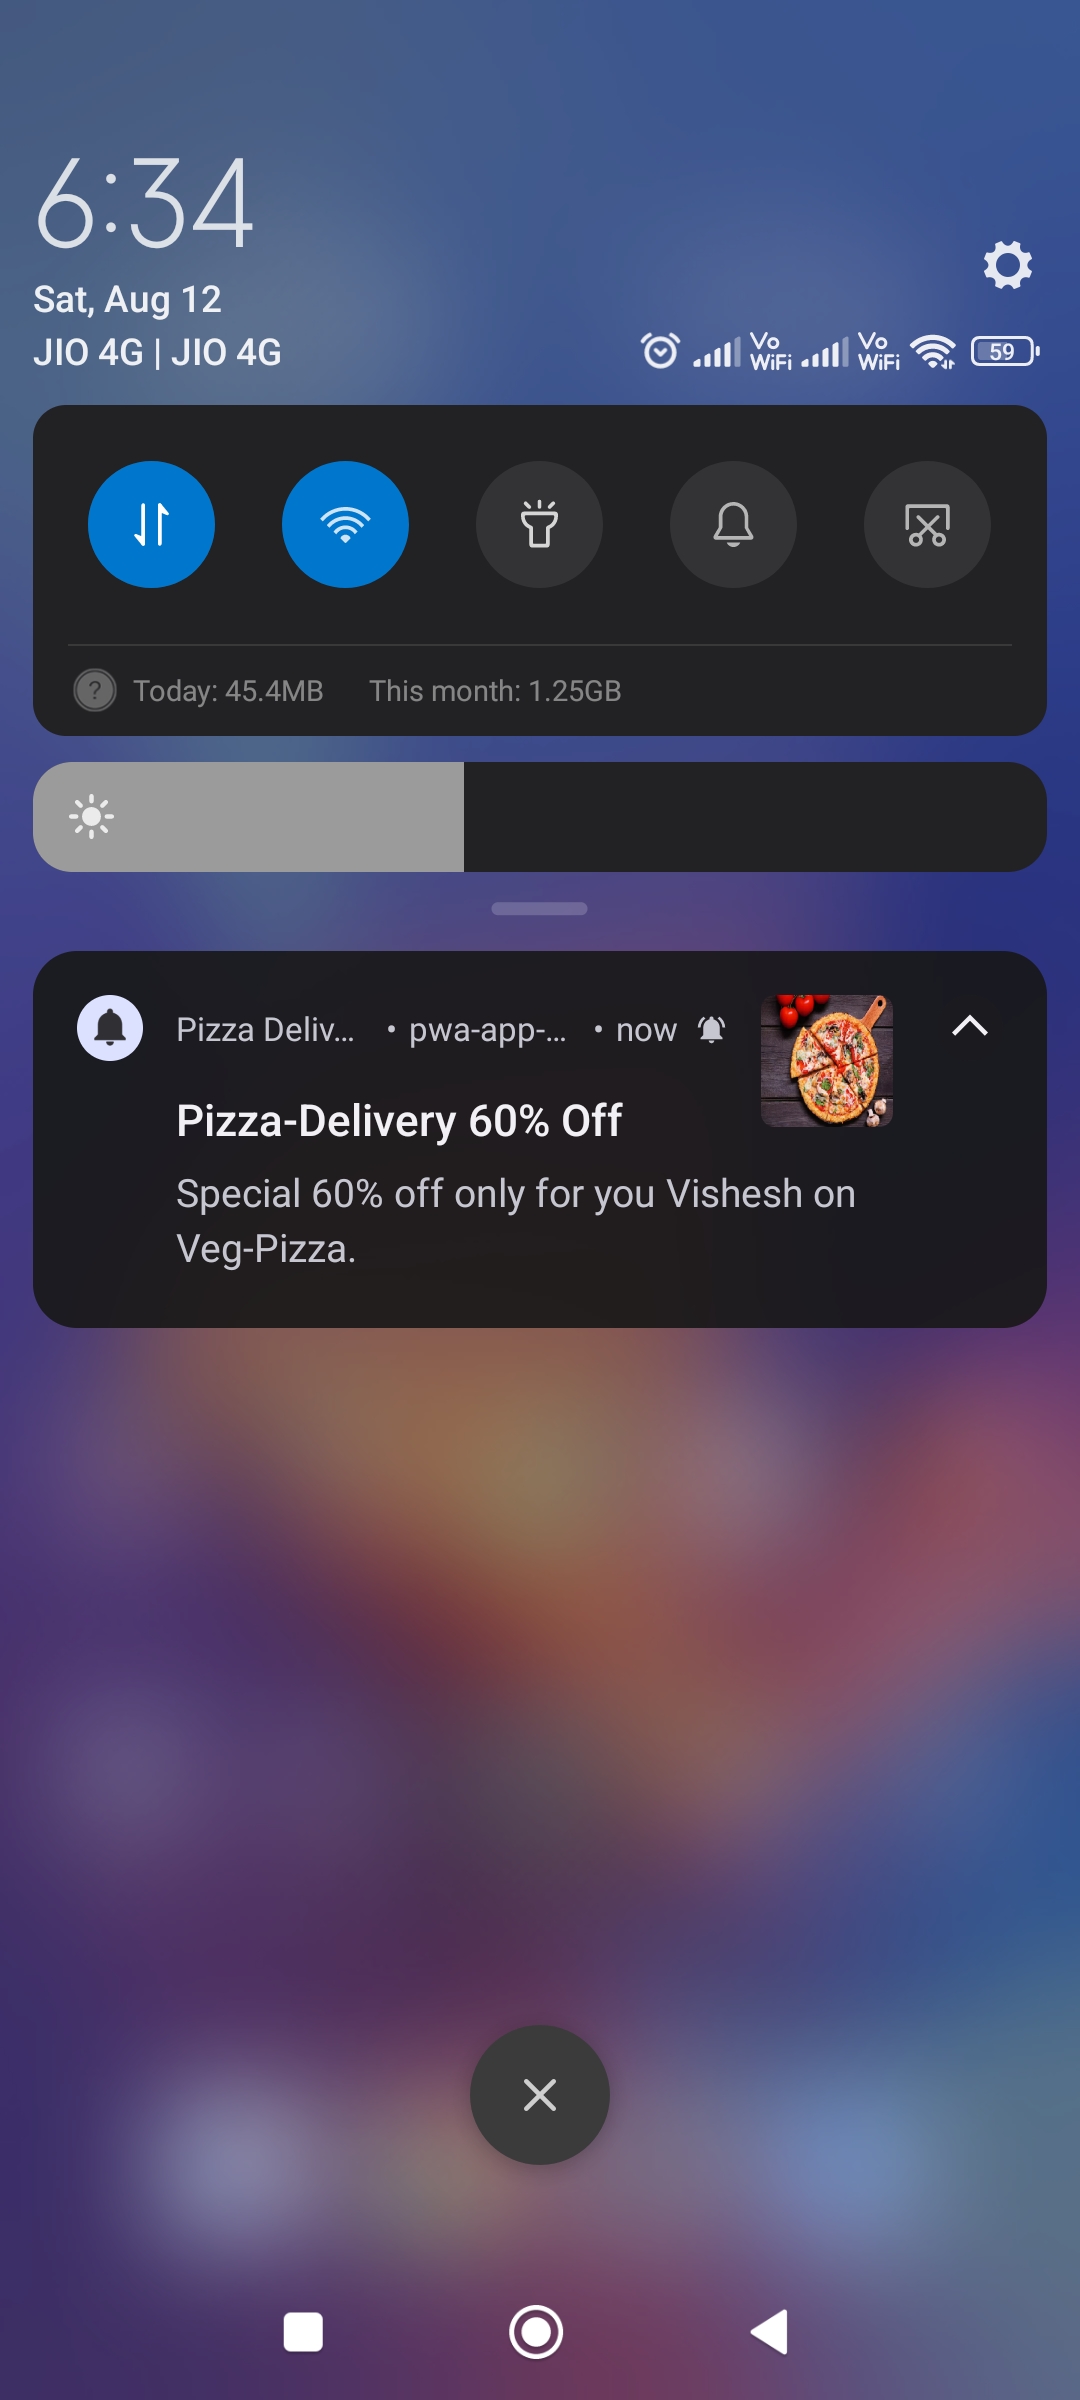 6:34
Sat, Aug 12
JIO 4G | JIO 4G
Vo WiFi Vo WiFi 59
? Today: 45.4MB This month: 1.25GB
Pizza Deliv... • pwa-app-... • now
Pizza-Delivery 60% Off
Special 60% off only for you Vishesh on
Veg-Pizza.